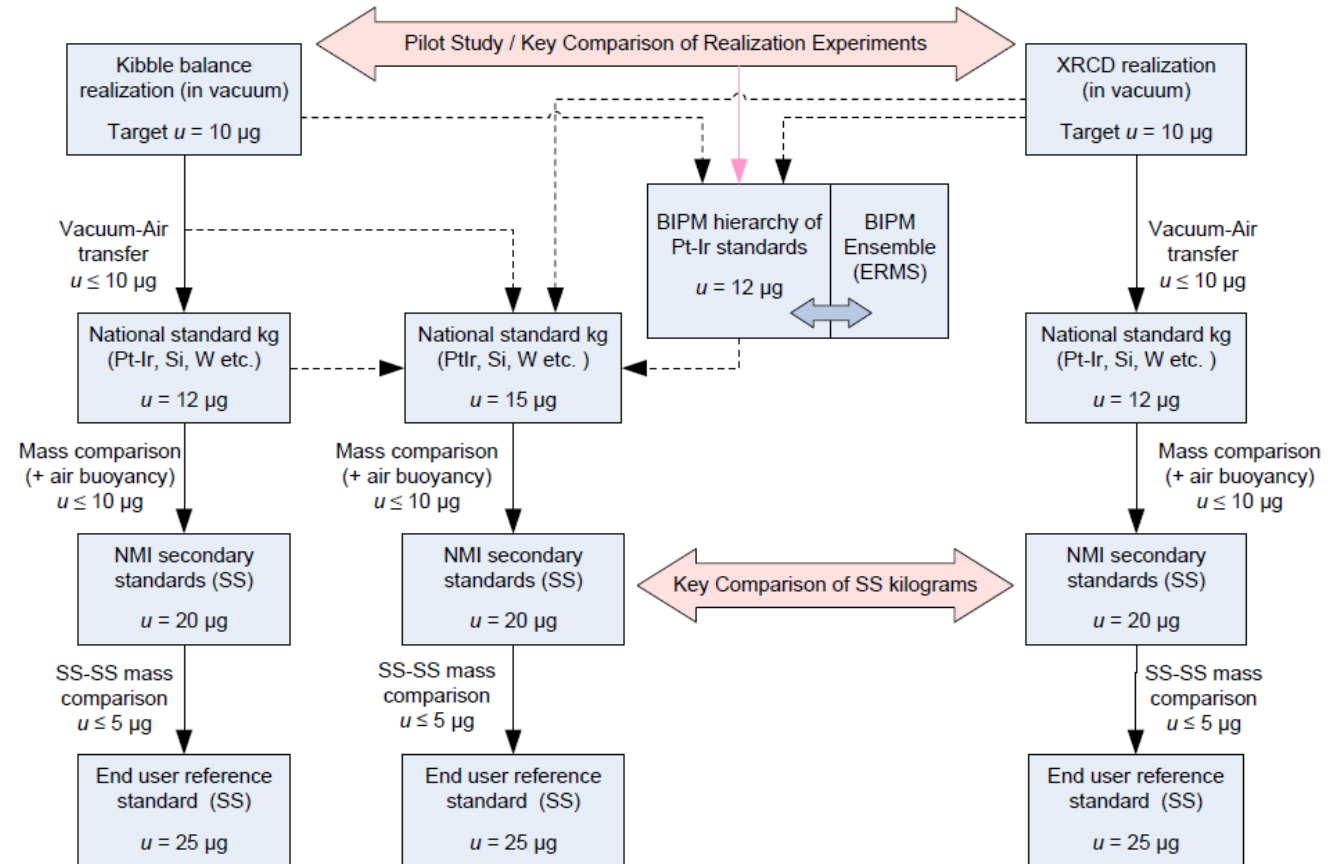 Pilot Study / Key Comparison of Realization Experiments
Kibble balance
realization (in vacuum)
Target u = 10 µg
XRCD realization
(in vacuum)
Target u = 10 µg
BIPM hierarchy of
Pt-Ir standards
u = 12 µg
BIPM
Ensemble
(ERMS)
Vacuum-Air
transfer
u ≤ 10 µg
Vacuum-Air
transfer
u ≤ 10 µg
National standard kg
(Pt-Ir, Si, W etc.)
u = 12 µg
National standard kg
(PtIr, Si, W etc. )
u = 15 µg
National standard kg
(Pt-Ir, Si, W etc. )
u = 12 µg
Mass comparison
(+ air buoyancy)
u ≤ 10 µg
Mass comparison
(+ air buoyancy)
u ≤ 10 µg
Mass comparison
(+ air buoyancy)
u ≤ 10 µg
NMI secondary
standards (SS)
u = 20 µg
NMI secondary
standards (SS)
u = 20 µg
Key Comparison of SS kilograms
NMI secondary
standards (SS)
u = 20 µg
SS-SS mass
comparison
u ≤ 5 µg
SS-SS mass
comparison
u ≤ 5 µg
SS-SS mass
comparison
u ≤ 5 µg
End user reference
standard (SS)
u = 25 µg
End user reference
standard (SS)
u = 25 µg
End user reference
standard (SS)
u = 25 µg